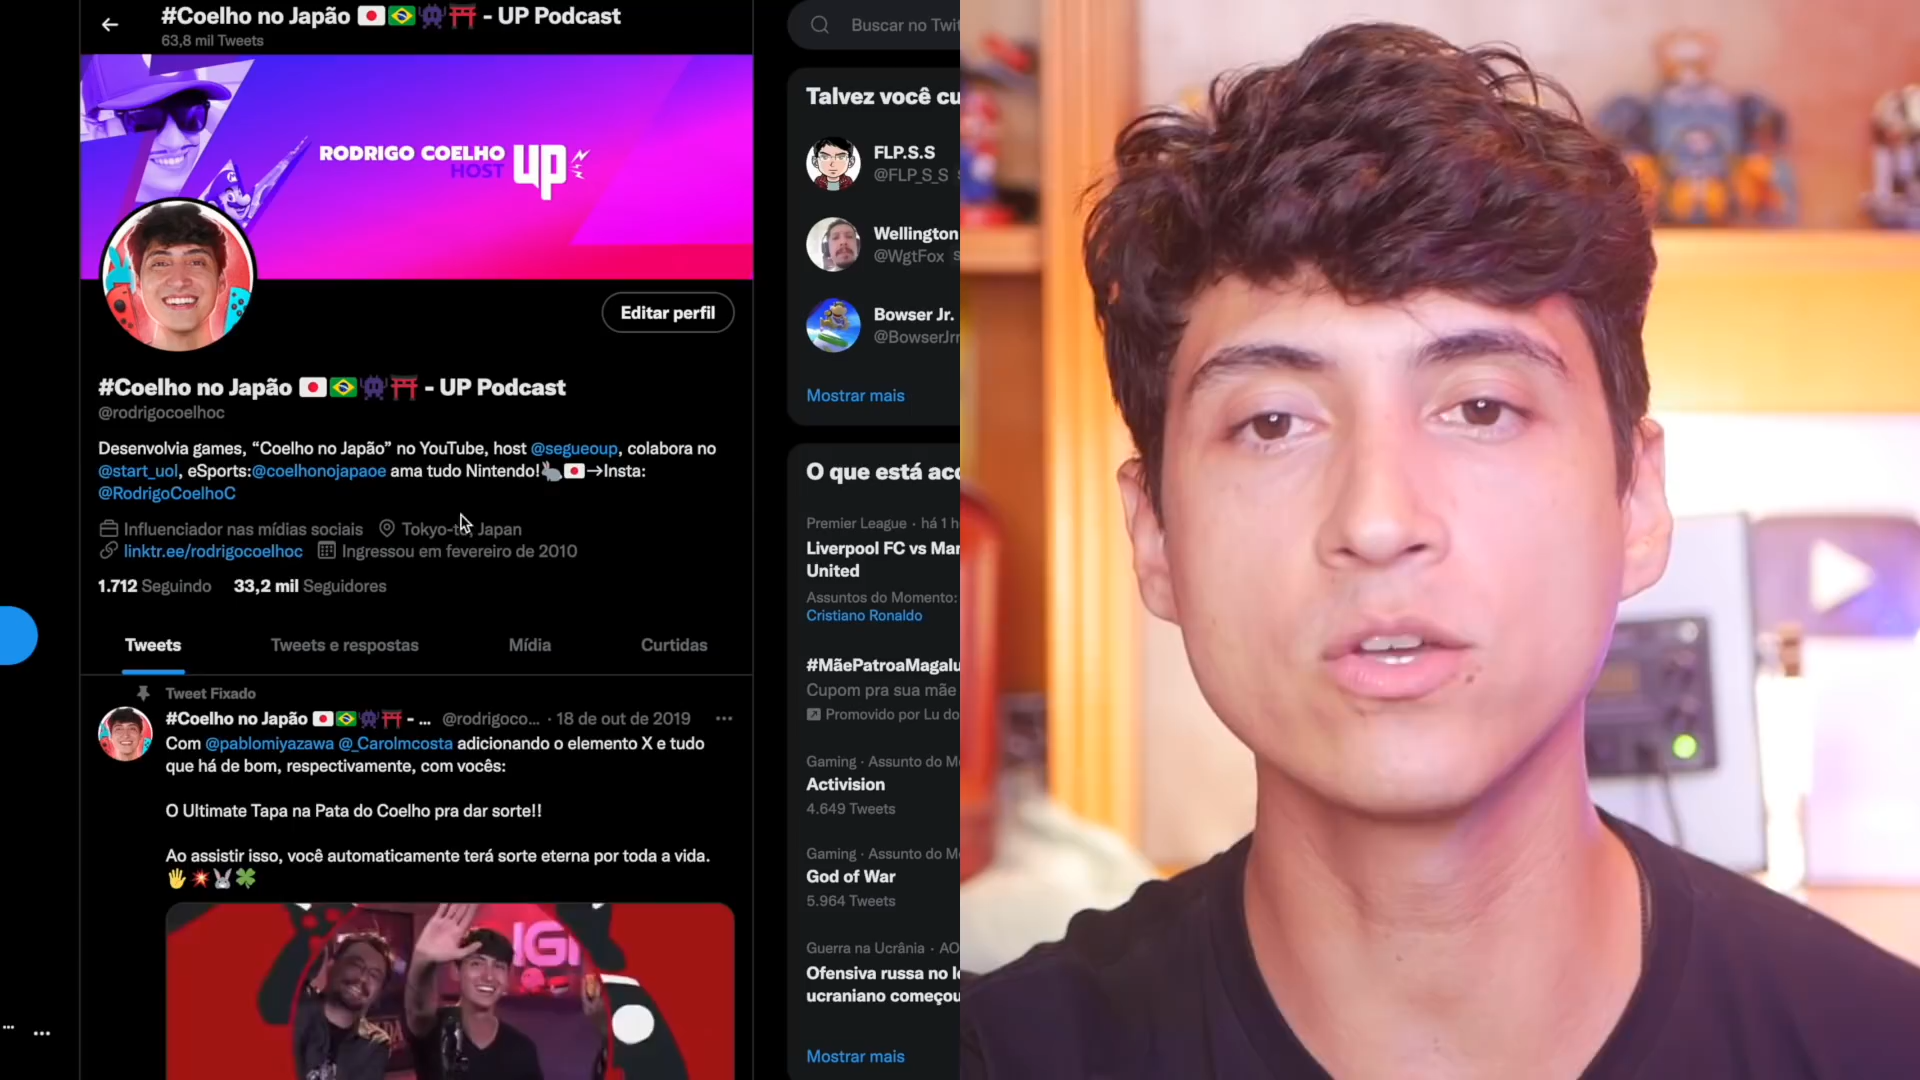 #Coelho no Japão 🇯🇵🇧🇷👾⛩️ - UP Podcast
63,8 mil Tweets
RODRIGO COELHO
HOST
UP
Editar perfil
#Coelho no Japão 🇯🇵🇧🇷👾⛩️ - UP Podcast
@rodrigocoelhoc
Desenvolvia games, “Coelho no Japão” no YouTube, host @segueoup, colabora no
@start_uol, eSports:@coelhonojapaoe ama tudo Nintendo!🐇🇯🇵→Insta:
@RodrigoCoelhoC
Influenciador nas mídias sociais Tokyo-to, Japan
linktr.ee/rodrigocoelhoc Ingressou em fevereiro de 2010
1.712 Seguindo 33,2 mil Seguidores
Tweets Tweets e respostas Mídia Curtidas
Tweet Fixado
#Coelho no Japão 🇯🇵🇧🇷👾⛩️ - ... @rodrigoco... · 18 de out de 2019
Com @pablomiyazawa @_Carolmcosta adicionando o elemento X e tudo
que há de bom, respectivamente, com vocês:
O Ultimate Tapa na Pata do Coelho pra dar sorte!!
Ao assistir isso, você automaticamente terá sorte eterna por toda a vida.
🖐️💥🐰🍀
Buscar no Twi
Talvez você cu
FLP.S.S
@FLP_S_S
Wellington
@WgtFox
Bowser Jr.
@BowserJr
Mostrar mais
O que está aco
Premier League · há 1 h
Liverpool FC vs Man
United
Assuntos do Momento:
Cristiano Ronaldo
#MãePatroaMagalu
Cupom pra sua mãe
Promovido por Lu do
Gaming · Assunto do M
Activision
4.649 Tweets
Gaming · Assunto do M
God of War
5.964 Tweets
Guerra na Ucrânia · AO
Ofensiva russa no l
ucraniano começou
Mostrar mais